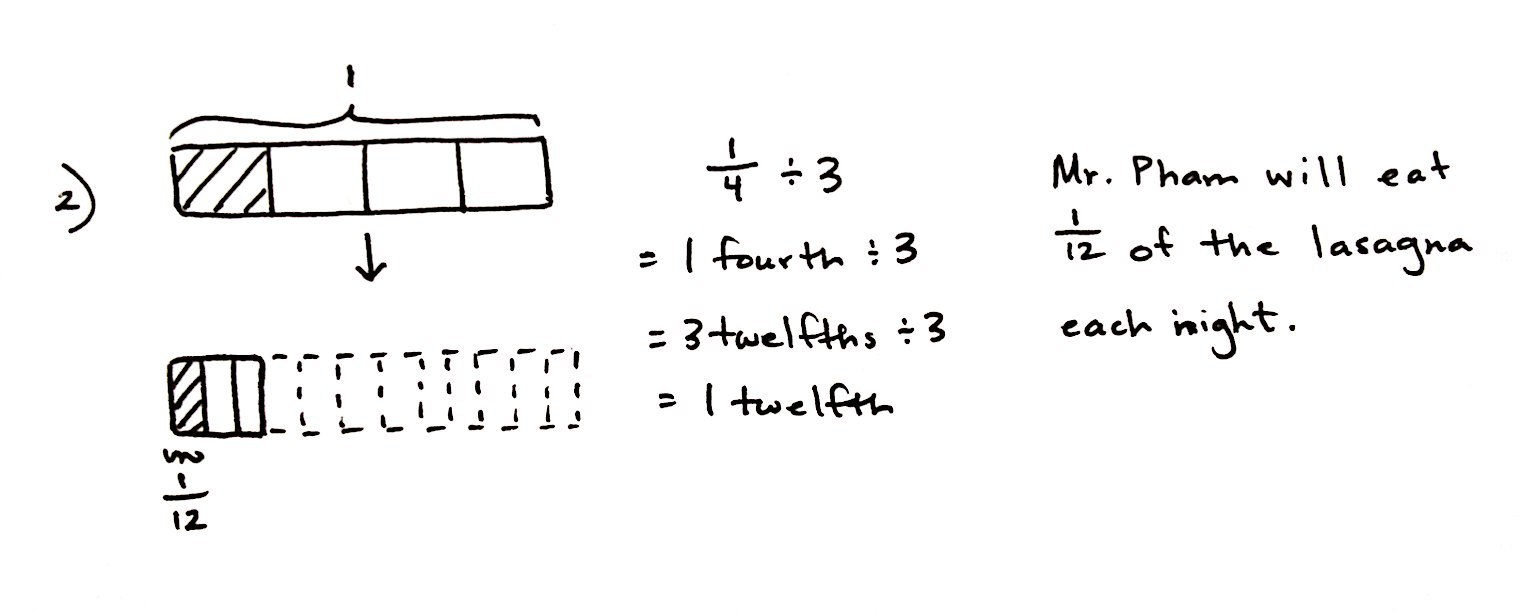 2)
1
1/12
1/4 ÷ 3
= 1 fourth ÷ 3
= 3 twelfths ÷ 3
= 1 twelfth
Mr. Pham will eat
1/12 of the lasagna
each night.